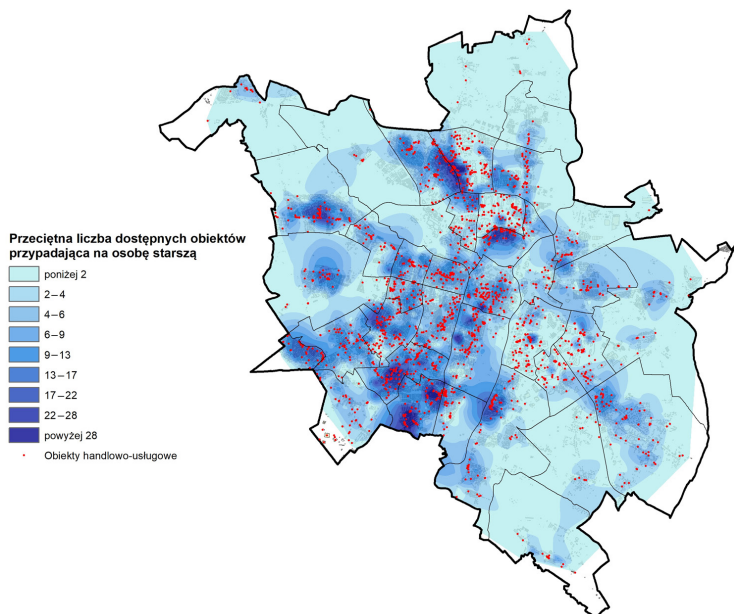 Przeciętna liczba dostępnych obiektów
przypadająca na osobę starszą
poniżej 2
2–4
4–6
6–9
9–13
13–17
17–22
22–28
powyżej 28
Obiekty handlowo-usługowe